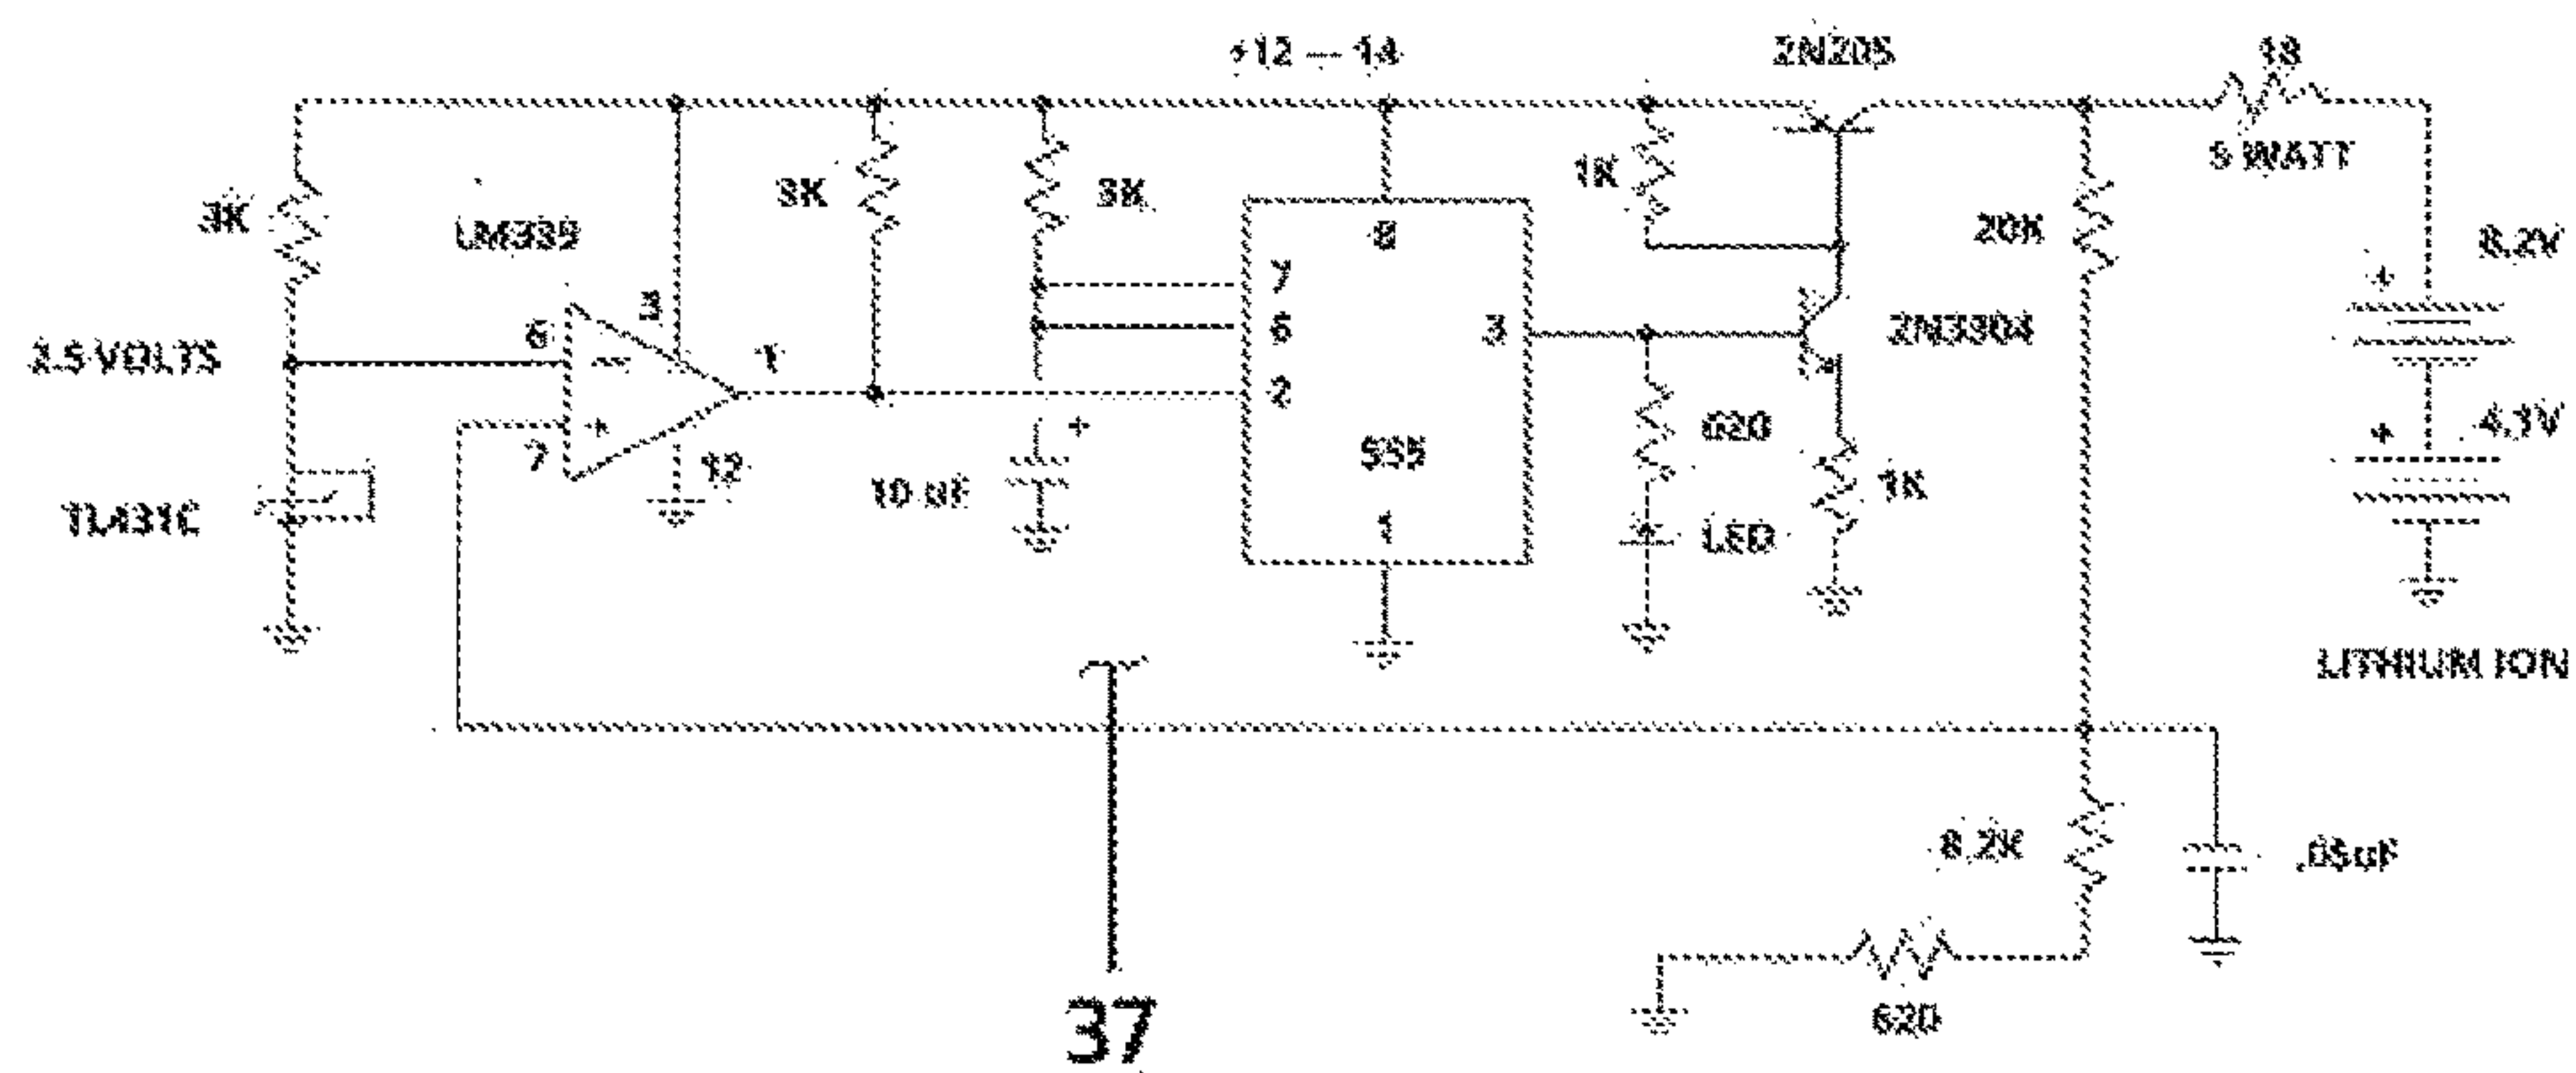 +12 — 14
2N205
18
5 WATT
3K
LM339
3K
3K
1K
20K
8.2V
8
7
6
2
3
555
1
6
3
1
7
12
2.5 VOLTS
2N3304
+
+
4.1V
+
10 uF
620
LED
1K
TL431C
LITHIUM ION
8.2K
.05uF
620
37